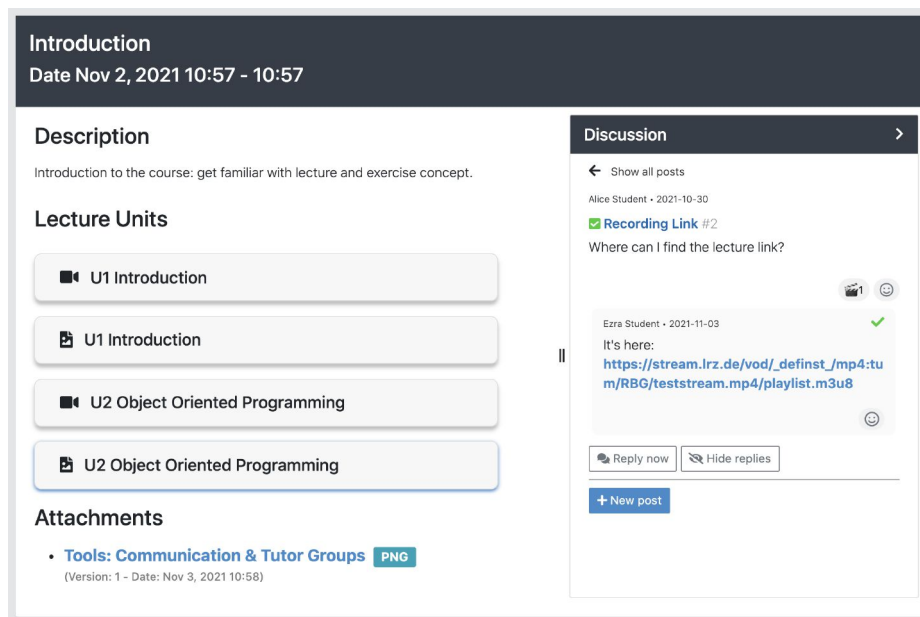 Introduction
Date Nov 2, 2021 10:57 - 10:57
Description
Introduction to the course: get familiar with lecture and exercise concept.
Lecture Units
U1 Introduction
U1 Introduction
U2 Object Oriented Programming
U2 Object Oriented Programming
Attachments
• Tools: Communication & Tutor Groups PNG
(Version: 1 - Date: Nov 3, 2021 10:58)
Discussion
Show all posts
Alice Student • 2021-10-30
Recording Link #2
Where can I find the lecture link?
1
Ezra Student • 2021-11-03
It's here:
https://stream.lrz.de/vod/_definst_/mp4:tu
m/RBG/teststream.mp4/playlist.m3u8
Reply now Hide replies
+ New post